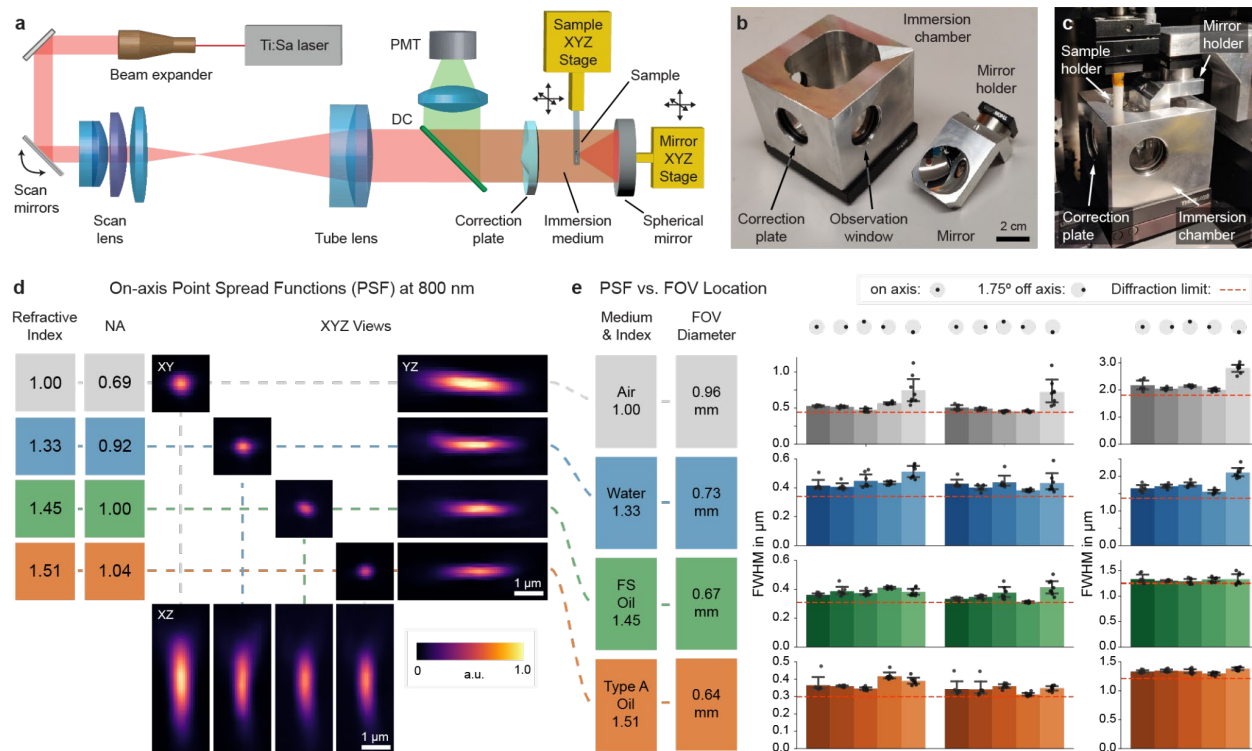 a
Ti:Sa laser
Beam expander
Scan
mirrors
Scan
lens
Tube lens
PMT
DC
Sample
XYZ
Stage
Sample
Mirror
XYZ
Stage
Correction
plate
Immersion
medium
Spherical
mirror
b
Immersion
chamber
Mirror
holder
Correction
plate
Observation
window
Mirror
2 cm
c
Mirror
holder
Sample
holder
Correction
plate
Immersion
chamber
d
On-axis Point Spread Functions (PSF) at 800 nm
Refractive
Index
NA
XYZ Views
1.00
0.69
XY
YZ
1.33
0.92
1.45
1.00
1.51
1.04
1 µm
XZ
1 µm
0
1.0
a.u.
e
PSF vs. FOV Location
on axis:
1.75º off axis:
Diffraction limit:
Medium
& Index
FOV
Diameter
Air
1.00
0.96
mm
Water
1.33
0.73
mm
FS
Oil
1.45
0.67
mm
Type A
Oil
1.51
0.64
mm
FWHM in µm
1.0
0.5
0.0
0.6
0.4
0.2
0.0
0.6
0.4
0.2
0.0
0.5
0.4
0.3
0.2
0.1
0.0
FWHM in µm
3.0
2.0
1.0
0.0
3.0
2.0
1.0
0.0
2.0
1.5
1.0
0.5
0.0
1.5
1.0
0.5
0.0